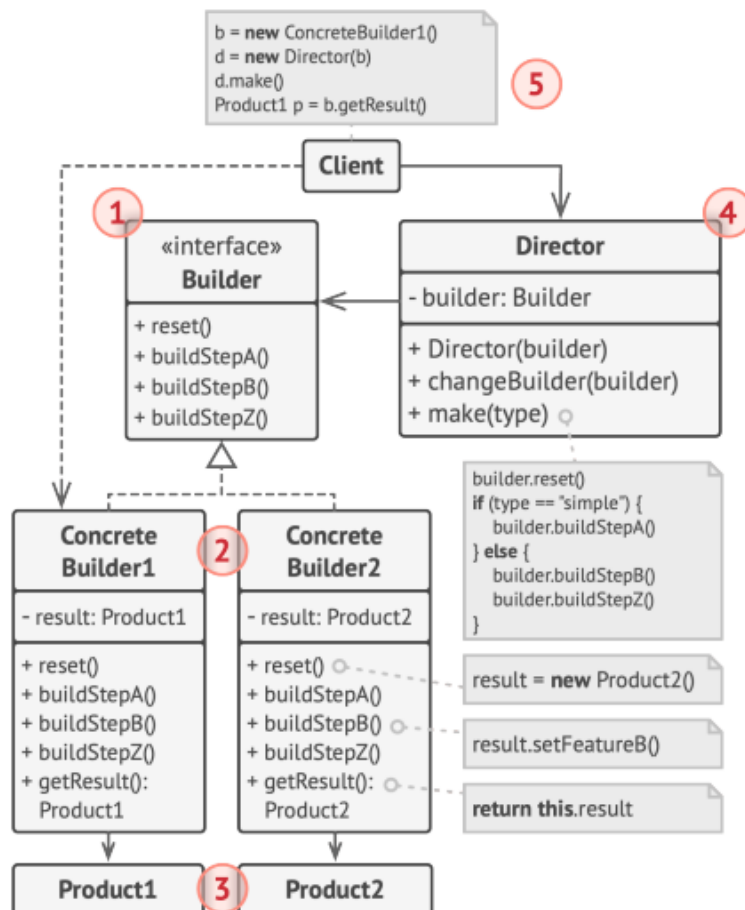 b = new ConcreteBuilder1()
d = new Director(b)
d.make()
Product1 p = b.getResult()
5
Client
1
«interface»
Builder
+ reset()
+ buildStepA()
+ buildStepB()
+ buildStepZ()
4
Director
- builder: Builder
+ Director(builder)
+ changeBuilder(builder)
+ make(type)
builder.reset()
if (type == "simple") {
builder.buildStepA()
} else {
builder.buildStepB()
builder.buildStepZ()
}
2
Concrete
Builder1
- result: Product1
+ reset()
+ buildStepA()
+ buildStepB()
+ buildStepZ()
+ getResult():
Product1
Concrete
Builder2
- result: Product2
+ reset()
+ buildStepA()
+ buildStepB()
+ buildStepZ()
+ getResult():
Product2
result = new Product2()
result.setFeatureB()
return this.result
Product1
3
Product2